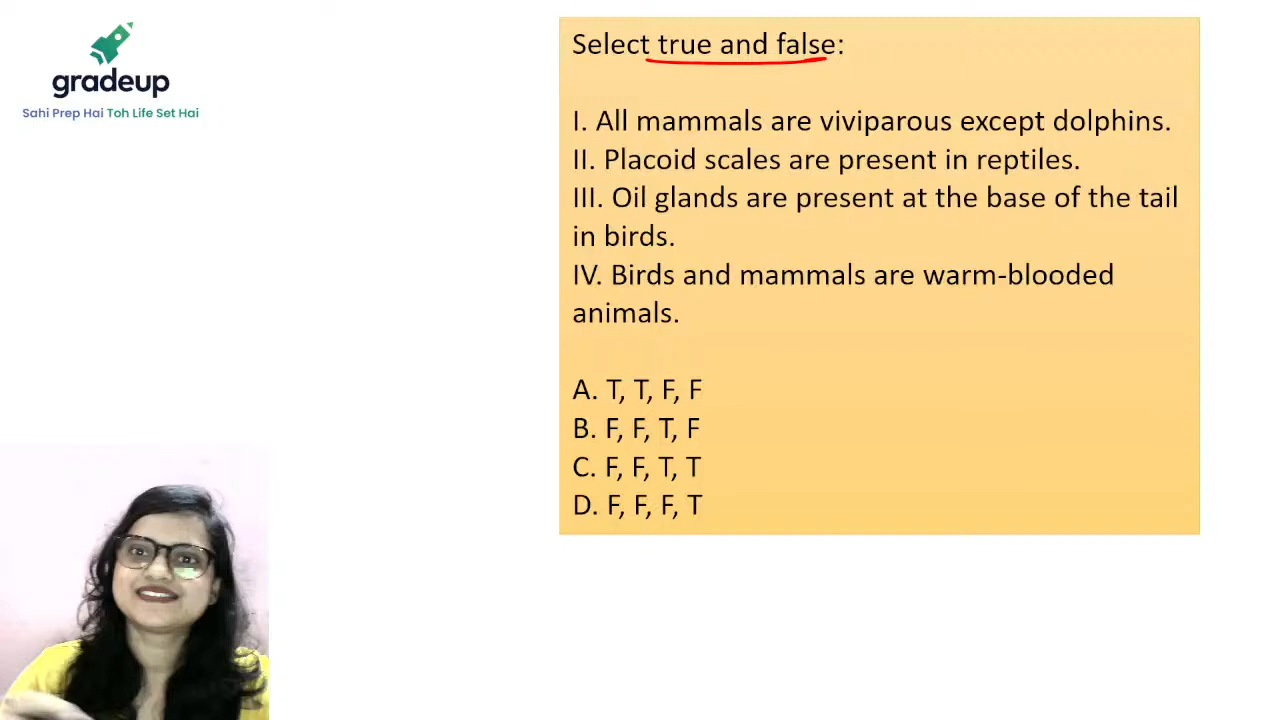 gradeup
Sahi Prep Hai Toh Life Set Hai
Select true and false:
I. All mammals are viviparous except dolphins.
II. Placoid scales are present in reptiles.
III. Oil glands are present at the base of the tail
in birds.
IV. Birds and mammals are warm-blooded
animals.
A. T, T, F, F
B. F, F, T, F
C. F, F, T, T
D. F, F, F, T